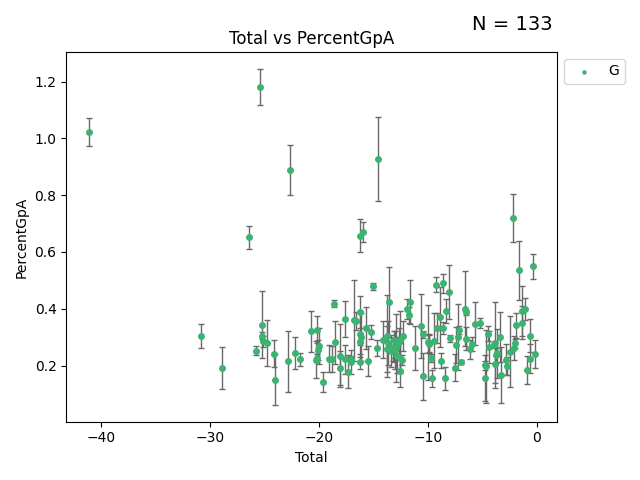 N = 133
Total vs PercentGpA
G
1.2
1.0
0.8
0.6
0.4
0.2
PercentGpA
−40
−30
−20
−10
0
Total